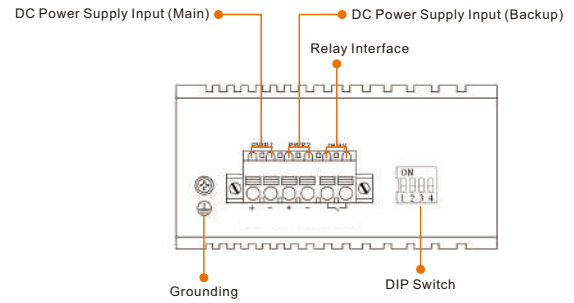 DC Power Supply Input (Main)
DC Power Supply Input (Backup)
Relay Interface
PWR1 PWR2
ON
1 2 3 4
+ - + -
Grounding
DIP Switch